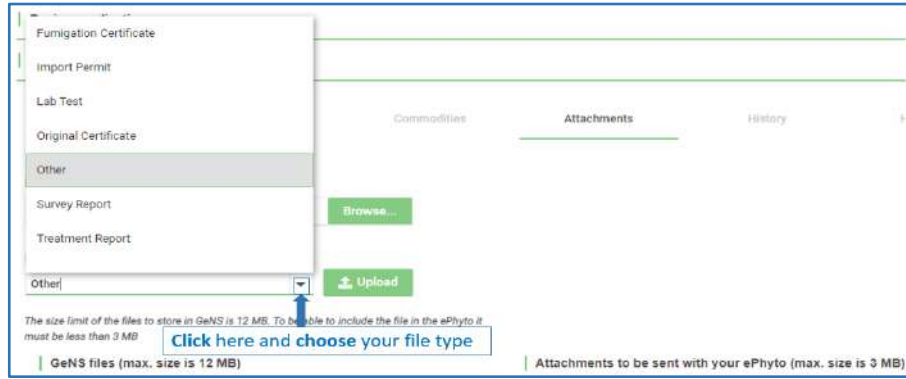 Fumigation Certificate
Import Permit
Lab Test
Original Certificate
Other
Survey Report
Treatment Report
Commodities
Attachments
History
H
Browse...
Other
Upload
The size limit of the files to store in GeNS is 12 MB. To be able to include the file in the ePhyto it
must be less than 3 MB
Click here and choose your file type
GeNS files (max. size is 12 MB)
Attachments to be sent with your ePhyto (max. size is 3 MB)